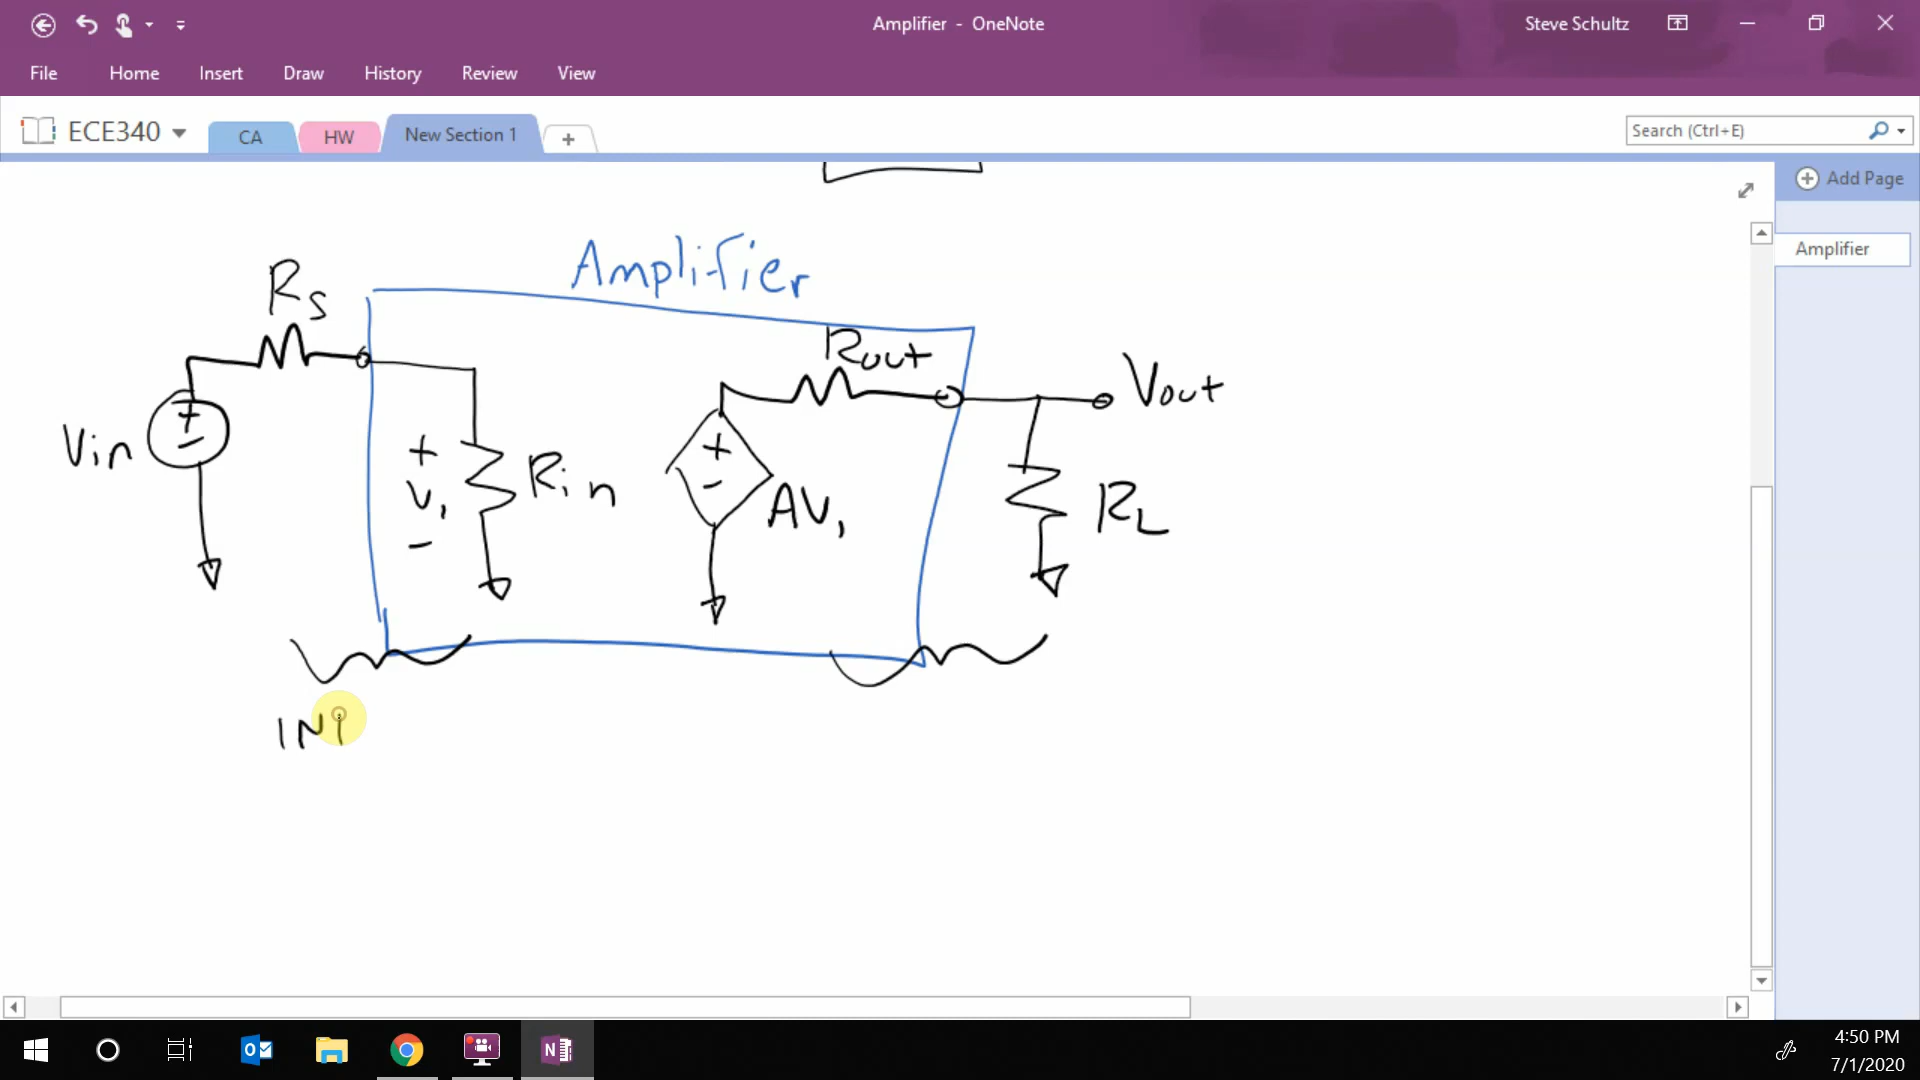 Amplifier - OneNote
Steve Schultz
File Home Insert Draw History Review View
ECE340
CA
HW
New Section 1
Search (Ctrl+E)
Add Page
Amplifier
Amplifier
Rs
Rout
Vout
Vin
+
-
+
V1
-
Rin
+
-
AV1
RL
INP
4:50 PM
7/1/2020